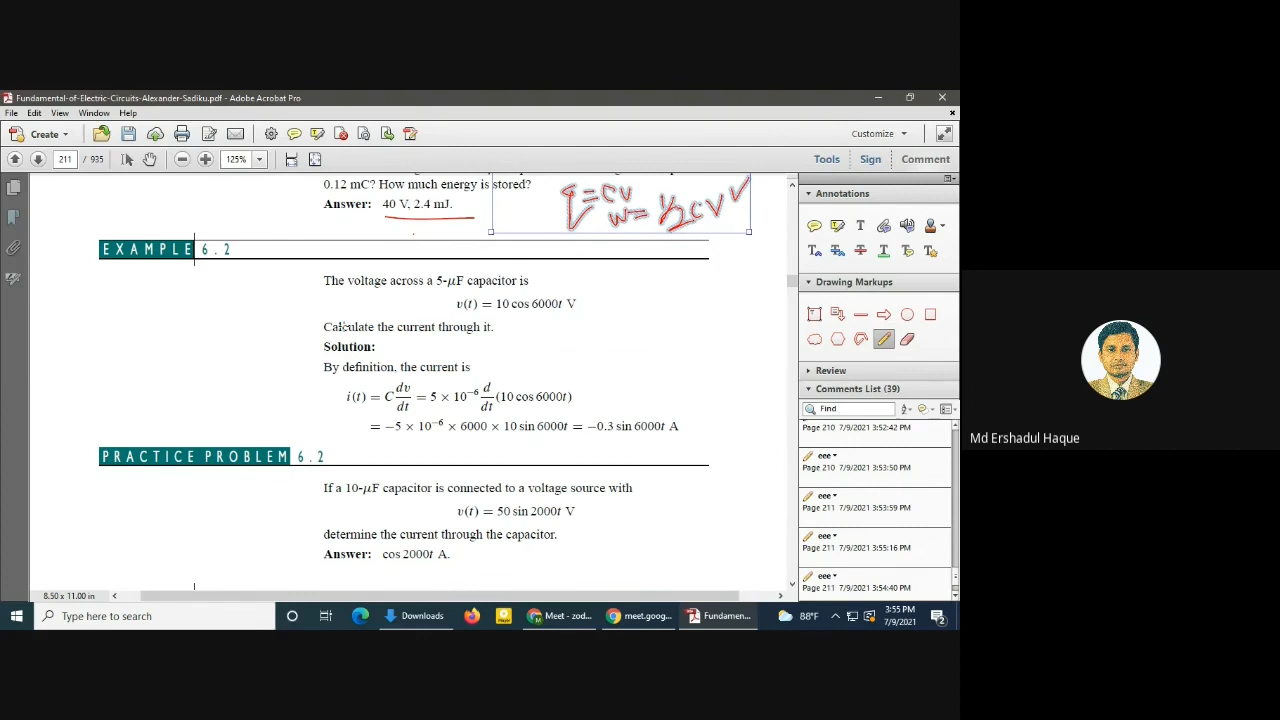 Fundamental-of-Electric-Circuits-Alexander-Sadiku.pdf - Adobe Acrobat Pro
File Edit View Window Help
Create
Customize
211 / 935
125%
Tools Sign Comment
0.12 mC? How much energy is stored?
Answer: 40 V, 2.4 mJ.
q = CV
W = 1/2 CV
EXAMPLE 6.2
The voltage across a 5-μF capacitor is
v(t) = 10 cos 6000t V
Calculate the current through it.
Solution:
By definition, the current is
i(t) = C dv/dt = 5 × 10⁻⁶ d/dt (10 cos 6000t)
= −5 × 10⁻⁶ × 6000 × 10 sin 6000t = −0.3 sin 6000t A
PRACTICE PROBLEM 6.2
If a 10-μF capacitor is connected to a voltage source with
v(t) = 50 sin 2000t V
determine the current through the capacitor.
Answer: cos 2000t A.
8.50 x 11.00 in
Annotations
Drawing Markups
Review
Comments List (39)
Find
Page 210 7/9/2021 3:52:42 PM
eee
Page 210 7/9/2021 3:53:50 PM
eee
Page 211 7/9/2021 3:53:59 PM
eee
Page 211 7/9/2021 3:55:16 PM
eee
Page 211 7/9/2021 3:54:40 PM
Md Ershadul Haque
Type here to search
Downloads
Meet - zod...
meet.goog...
Fundamen...
88°F
3:55 PM
7/9/2021
2